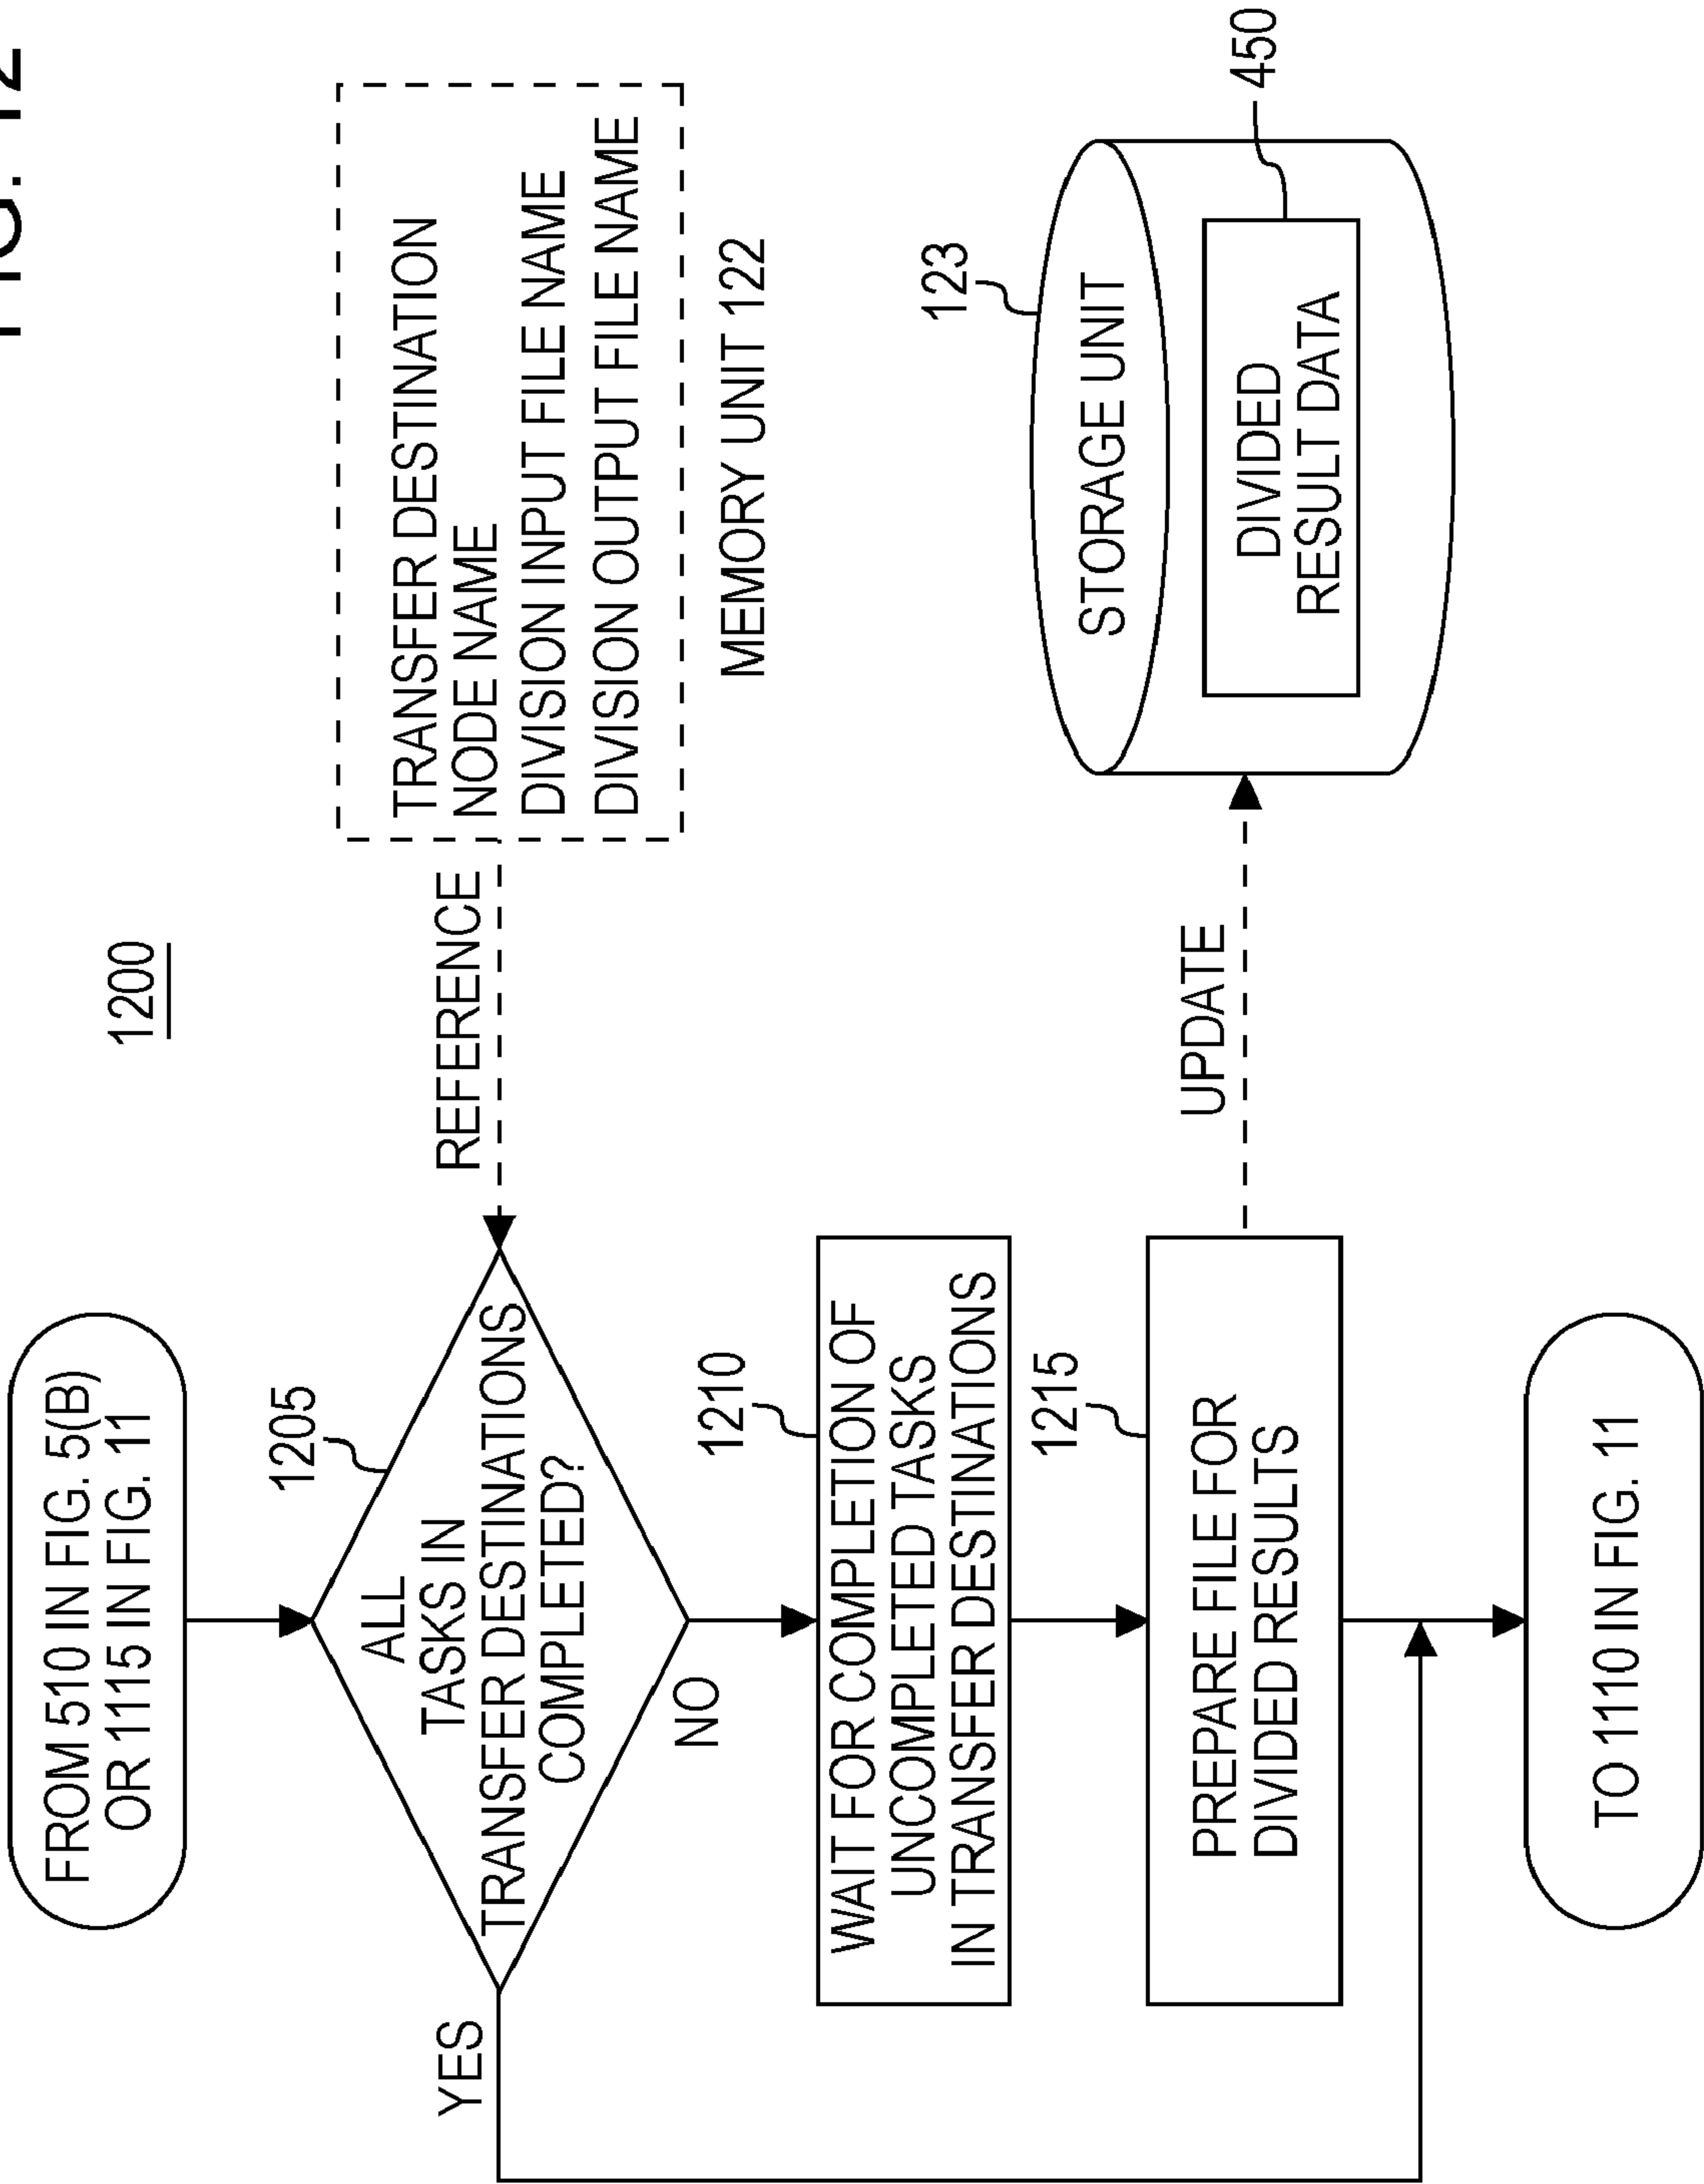 FIG. 12
1200
FROM 510 IN FIG. 5(B)
OR 1115 IN FIG. 11
1205
ALL
TASKS IN
TRANSFER DESTINATIONS
COMPLETED?
YES
NO
REFERENCE
TRANSFER DESTINATION
NODE NAME
DIVISION INPUT FILE NAME
DIVISION OUTPUT FILE NAME
MEMORY UNIT 122
1210
WAIT FOR COMPLETION OF
UNCOMPLETED TASKS
IN TRANSFER DESTINATIONS
1215
PREPARE FILE FOR
DIVIDED RESULTS
UPDATE
123
STORAGE UNIT
DIVIDED
RESULT DATA
450
TO 1110 IN FIG. 11